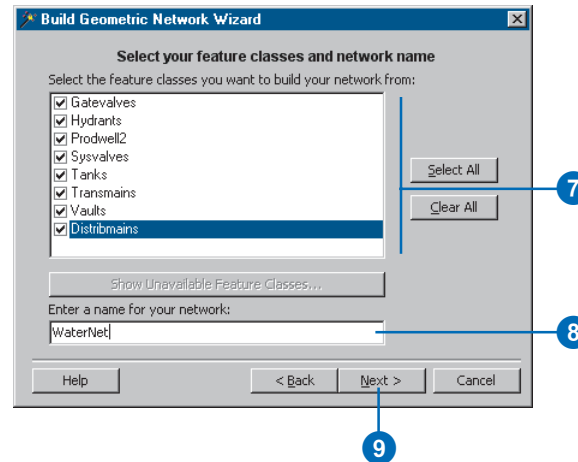 Build Geometric Network Wizard
Select your feature classes and network name
Select the feature classes you want to build your network from:
Gatevalves
Hydrants
Prodwell2
Sysvalves
Tanks
Transmains
Vaults
Distribmains
Select All
7
Clear All
Show Unavailable Feature Classes...
Enter a name for your network:
WaterNet
8
Help
< Back
Next >
Cancel
9